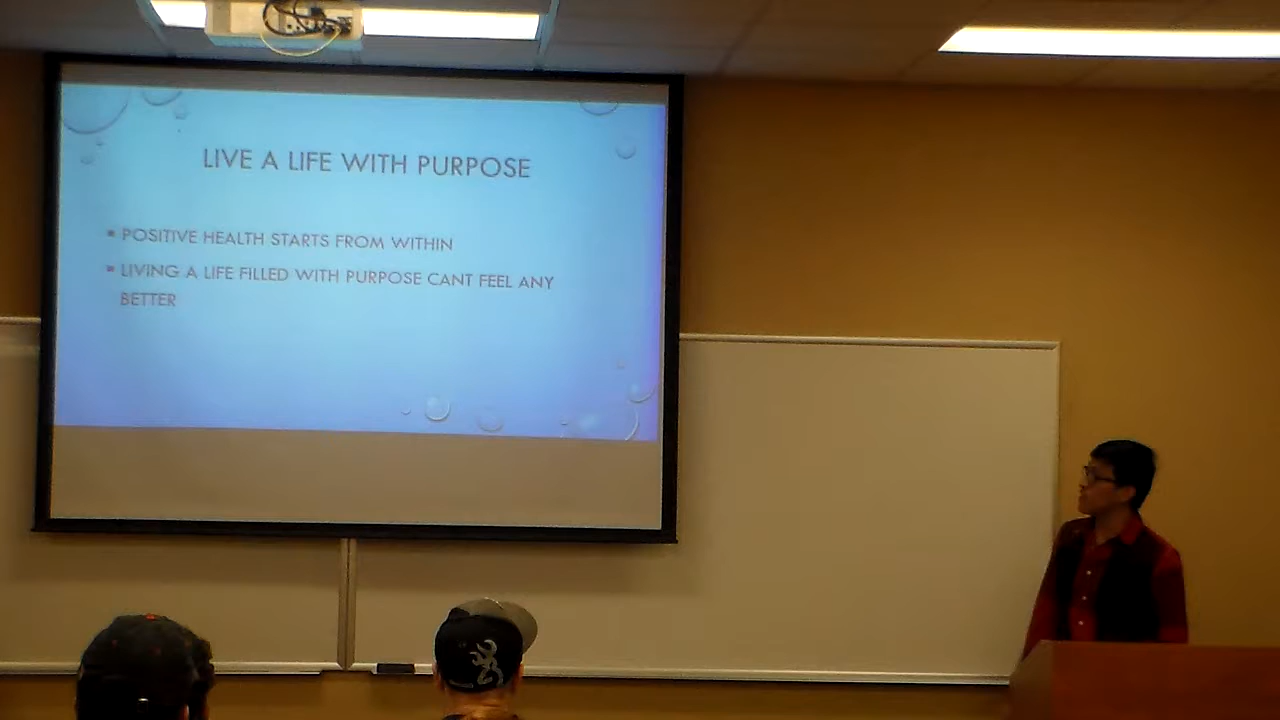 LIVE A LIFE WITH PURPOSE
▪ POSITIVE HEALTH STARTS FROM WITHIN
▪ LIVING A LIFE FILLED WITH PURPOSE CANT FEEL ANY
BETTER